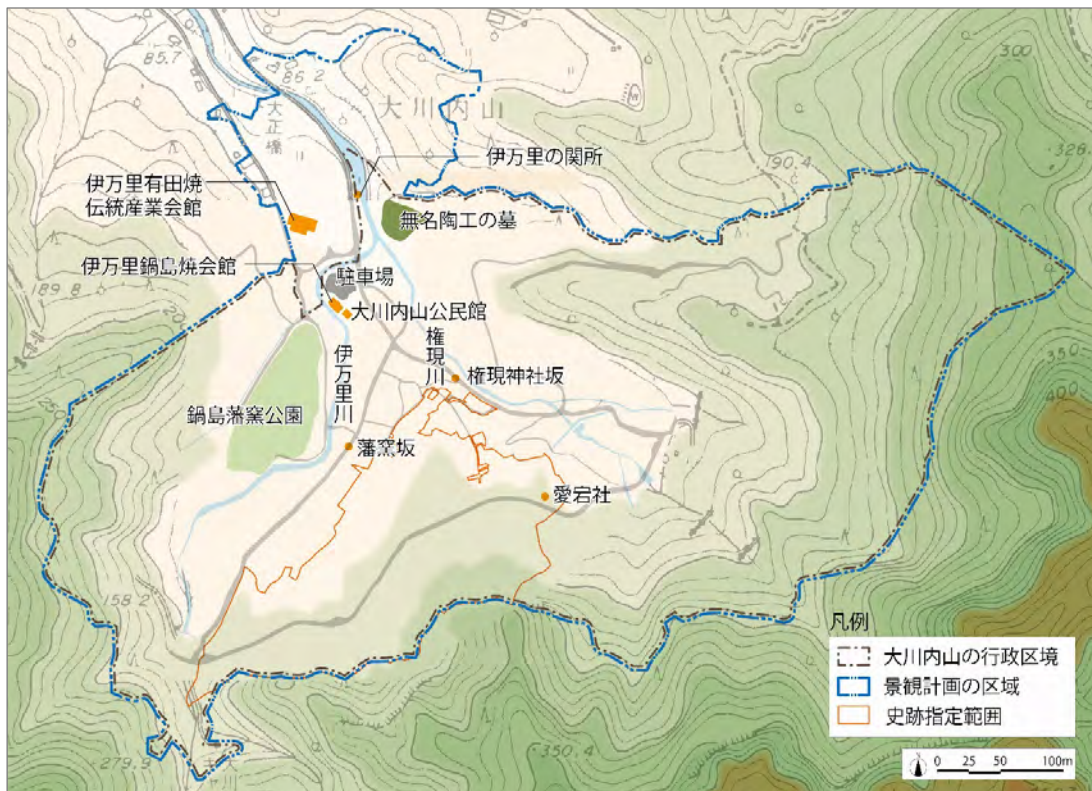 85.7
86.2
大正橋
大川内山
300
328.
190.4
伊万里の関所
伊万里有田焼
伝統産業会館
無名陶工の墓
伊万里鍋島焼会館
駐車場
大川内山公民館
189.8
20
権現川
伊万里川
権現神社坂
350
400
250
鍋島藩窯公園
藩窯坂
愛宕社
158.2
279.9
350.4
凡例
大川内山の行政区境
景観計画の区域
史跡指定範囲
0 25 50 100m